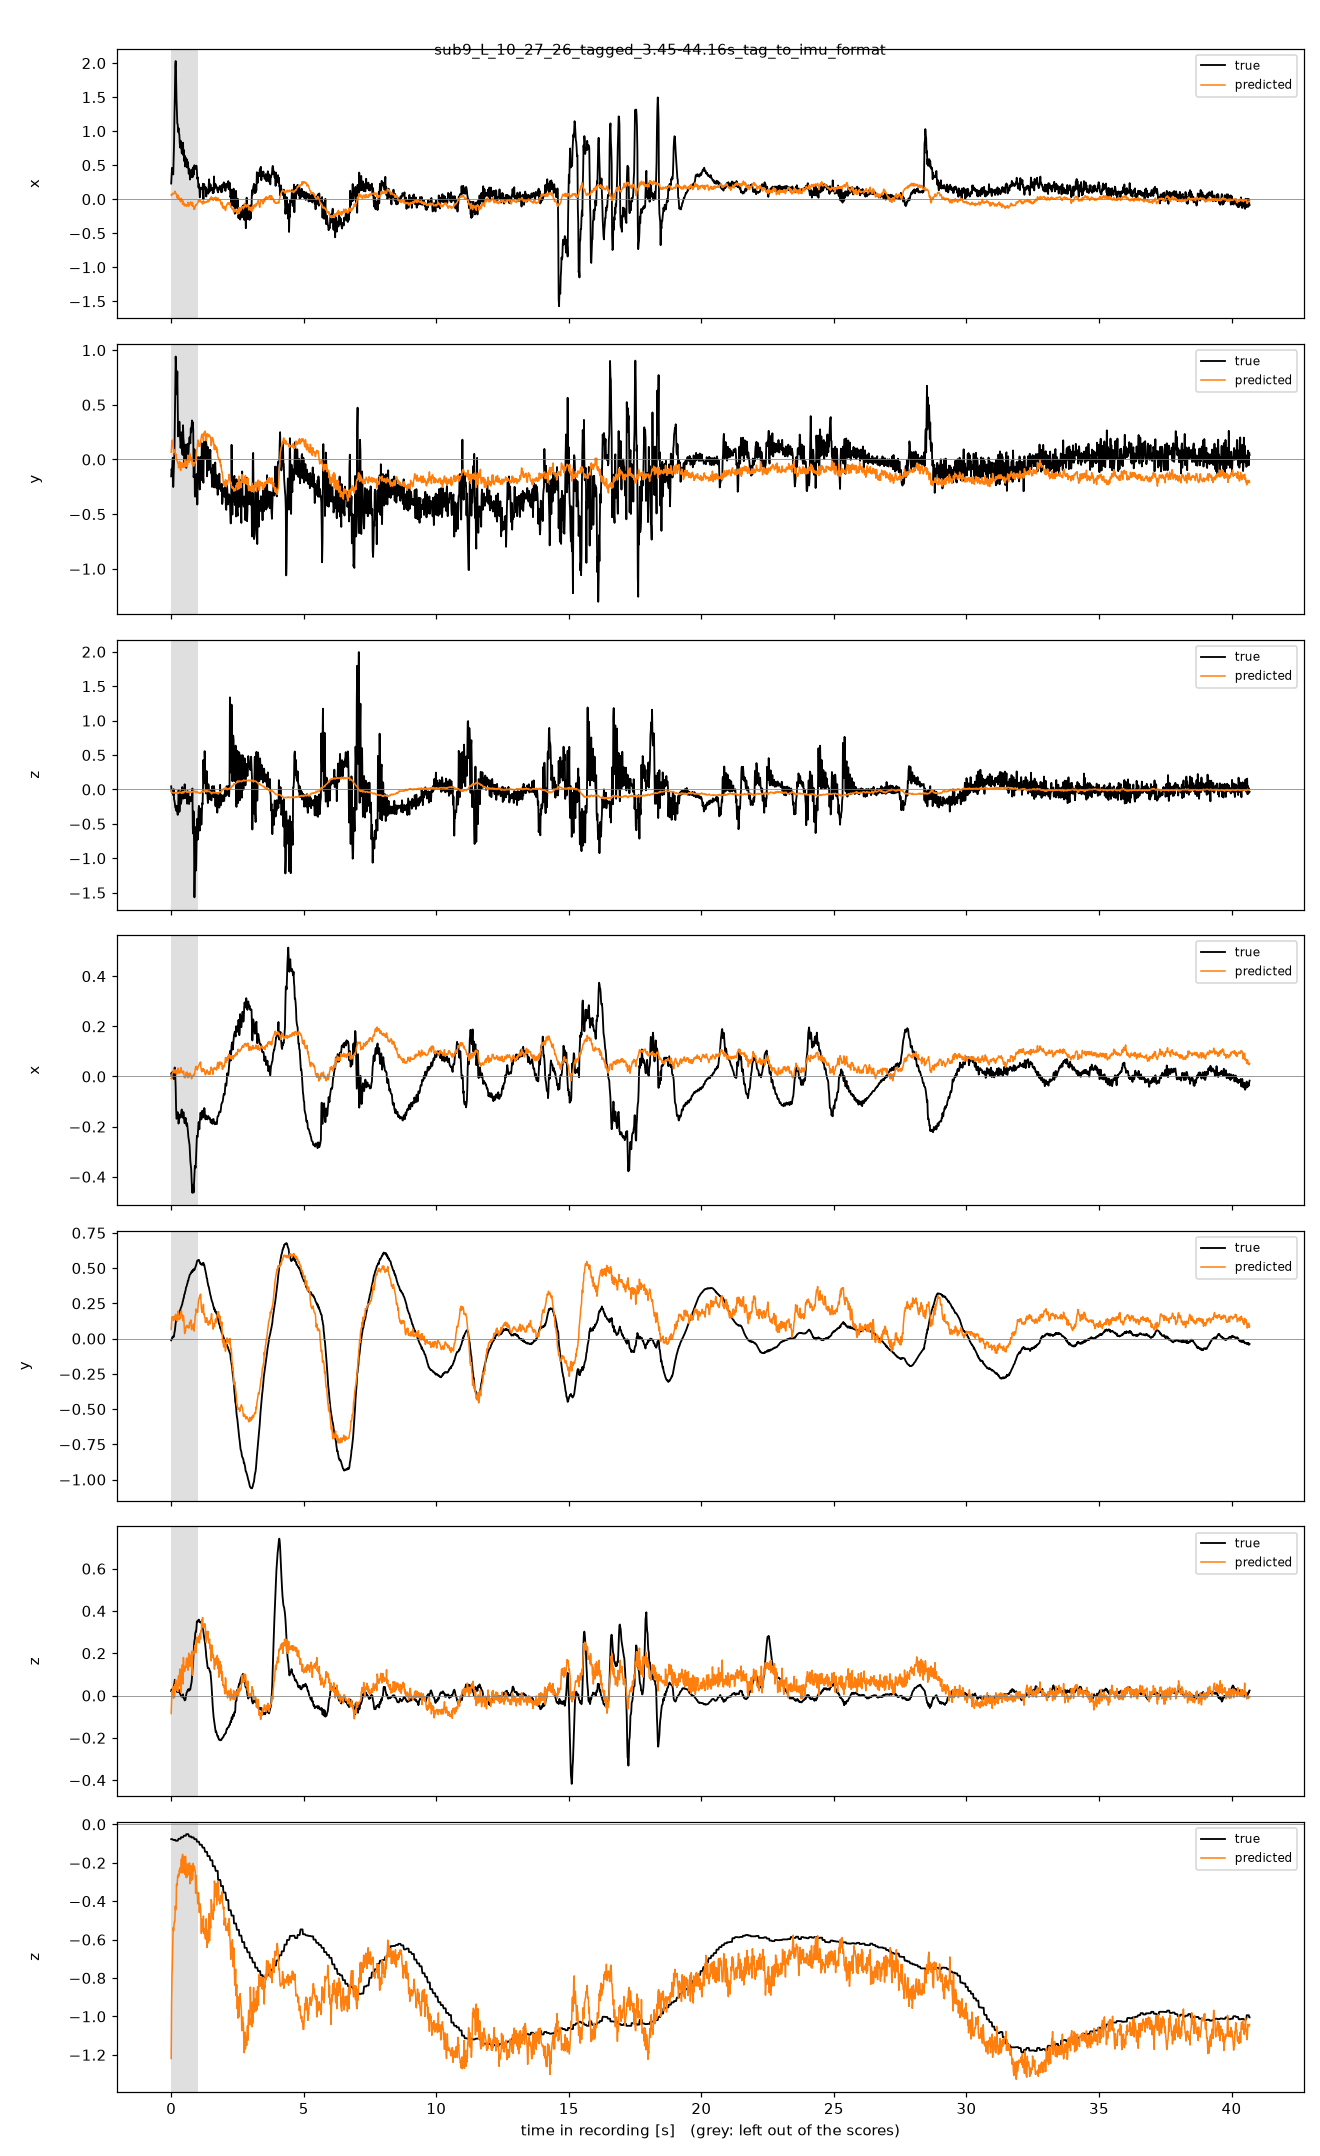 sub9_L_10_27_26_tagged_3.45-44.16s_tag_to_imu_format
2.0
1.5
1.0
0.5
0.0
−0.5
−1.0
−1.5
x
true
predicted
1.0
0.5
0.0
−0.5
−1.0
y
true
predicted
2.0
1.5
1.0
0.5
0.0
−0.5
−1.0
−1.5
z
true
predicted
0.4
0.2
0.0
−0.2
−0.4
x
true
predicted
0.75
0.50
0.25
0.00
−0.25
−0.50
−0.75
−1.00
y
true
predicted
0.6
0.4
0.2
0.0
−0.2
−0.4
z
true
predicted
0.0
−0.2
−0.4
−0.6
−0.8
−1.0
−1.2
z
true
predicted
0 5 10 15 20 25 30 35 40
time in recording [s]   (grey: left out of the scores)